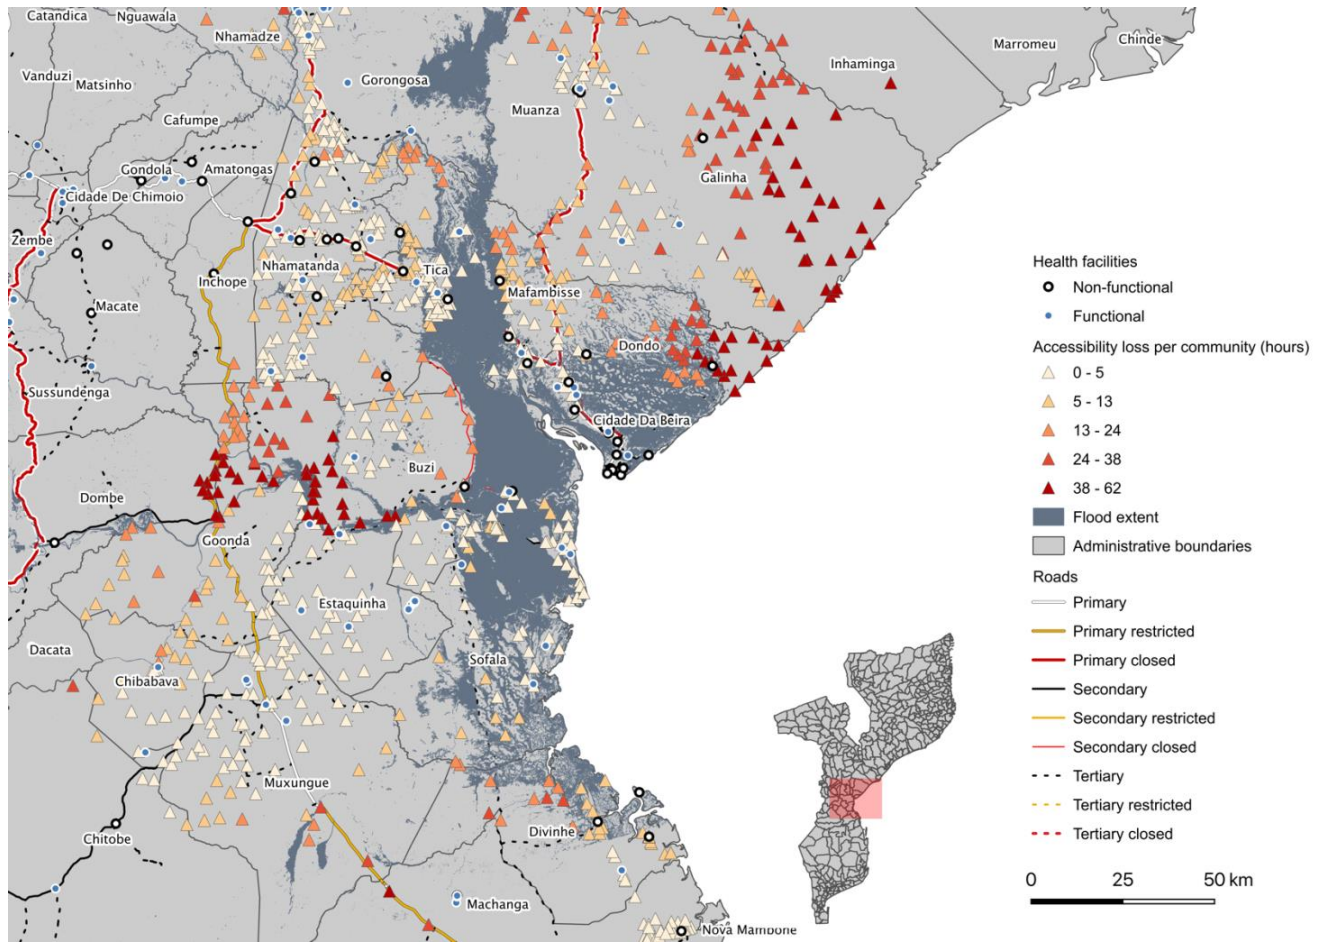 Catandica
Nguawala
Nhamadze
Marromeu
Chinde
Inhaminga
Vanduzi
Matsinho
Gorongosa
Muanza
Cafumpe
Gondola
Amatongas
Galinha
Cidade De Chimoio
Zembe
Inchope
Nhamatanda
Tica
Mafambisse
Macate
Dondo
Sussundenga
Cidade Da Beira
Buzi
Dombe
Goonda
Estaquinha
Dacata
Sofala
Chibabava
Muxungue
Divinhe
Chitobe
Machanga
Nova Mambone
Health facilities
Non-functional
Functional
Accessibility loss per community (hours)
0 - 5
5 - 13
13 - 24
24 - 38
38 - 62
Flood extent
Administrative boundaries
Roads
Primary
Primary restricted
Primary closed
Secondary
Secondary restricted
Secondary closed
Tertiary
Tertiary restricted
Tertiary closed
0 25 50 km